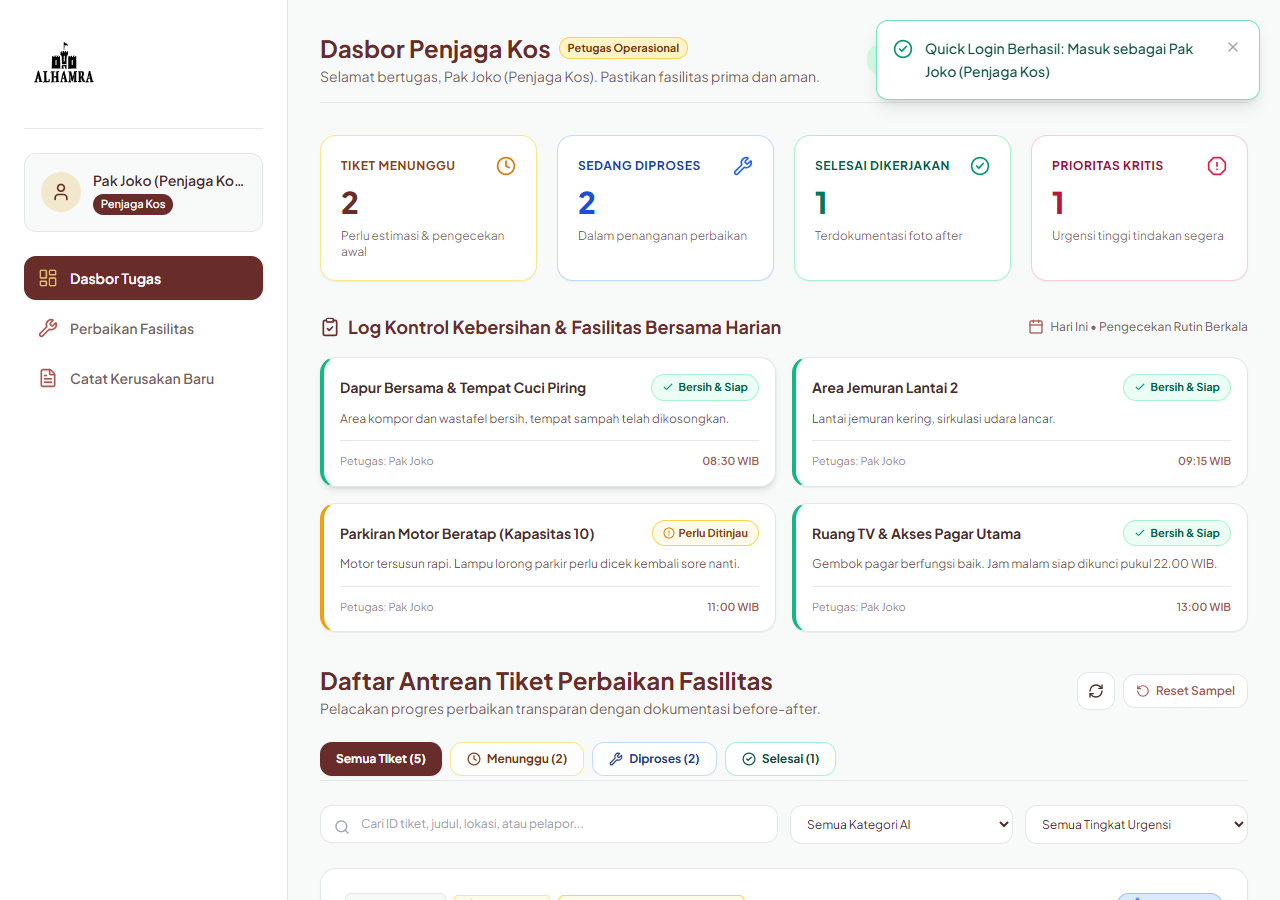 ALHAMRA
Pak Joko (Penjaga Ko...
Penjaga Kos
Dasbor Tugas
Perbaikan Fasilitas
Catat Kerusakan Baru
Dasbor Penjaga Kos
Petugas Operasional
Selamat bertugas, Pak Joko (Penjaga Kos). Pastikan fasilitas prima dan aman.
Quick Login Berhasil: Masuk sebagai Pak
Joko (Penjaga Kos)
TIKET MENUNGGU
2
Perlu estimasi & pengecekan
awal
SEDANG DIPROSES
2
Dalam penanganan perbaikan
SELESAI DIKERJAKAN
1
Terdokumentasi foto after
PRIORITAS KRITIS
1
Urgensi tinggi tindakan segera
Log Kontrol Kebersihan & Fasilitas Bersama Harian
Hari Ini • Pengecekan Rutin Berkala
Dapur Bersama & Tempat Cuci Piring
Bersih & Siap
Area kompor dan wastafel bersih, tempat sampah telah dikosongkan.
Petugas: Pak Joko
08:30 WIB
Area Jemuran Lantai 2
Bersih & Siap
Lantai jemuran kering, sirkulasi udara lancar.
Petugas: Pak Joko
09:15 WIB
Parkiran Motor Beratap (Kapasitas 10)
Perlu Ditinjau
Motor tersusun rapi. Lampu lorong parkir perlu dicek kembali sore nanti.
Petugas: Pak Joko
11:00 WIB
Ruang TV & Akses Pagar Utama
Bersih & Siap
Gembok pagar berfungsi baik. Jam malam siap dikunci pukul 22.00 WIB.
Petugas: Pak Joko
13:00 WIB
Daftar Antrean Tiket Perbaikan Fasilitas
Pelacakan progres perbaikan transparan dengan dokumentasi before-after.
Reset Sampel
Semua Tiket (5)
Menunggu (2)
Diproses (2)
Selesai (1)
Cari ID tiket, judul, lokasi, atau pelapor...
Semua Kategori AI
Semua Tingkat Urgensi